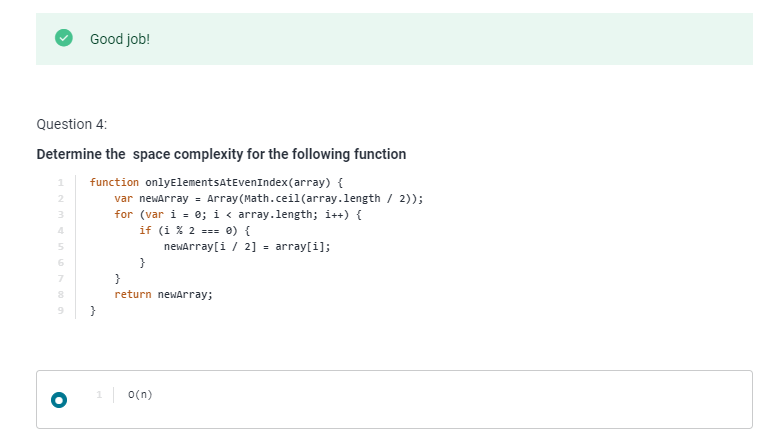 Good job!
Question 4:
Determine the  space complexity for the following function
1 function onlyElementsAtEvenIndex(array) {
2     var newArray = Array(Math.ceil(array.length / 2));
3     for (var i = 0; i < array.length; i++) {
4         if (i % 2 === 0) {
5             newArray[i / 2] = array[i];
6         }
7     }
8     return newArray;
9 }
1 O(n)